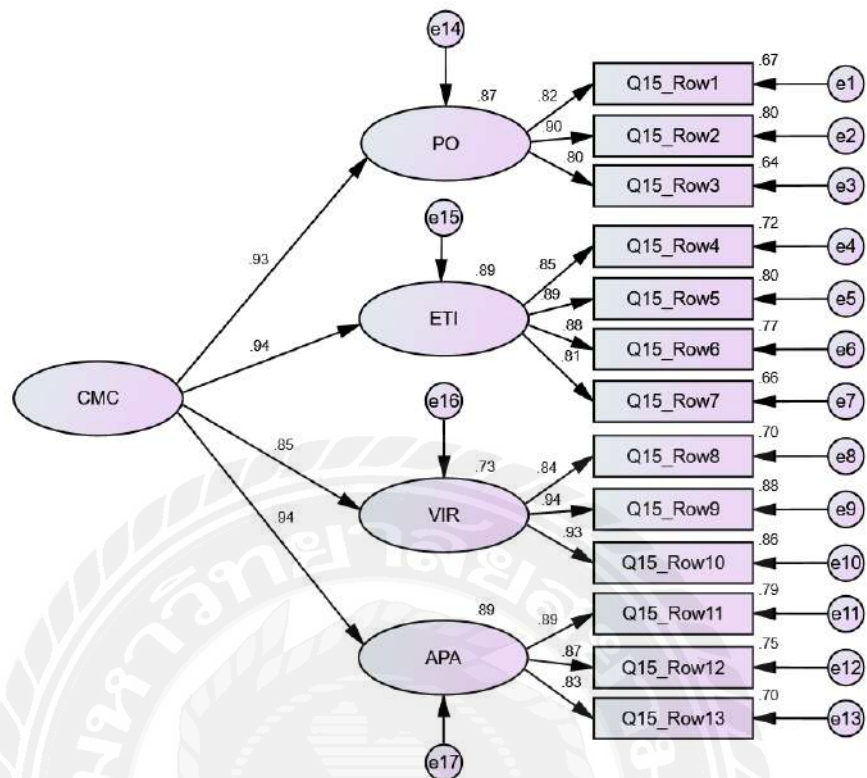 e14
.87
PO
.82
.90
.80
.67
Q15_Row1
e1
.80
Q15_Row2
e2
.64
Q15_Row3
e3
e15
.89
ETI
.85
.89
.88
.81
.72
Q15_Row4
e4
.80
Q15_Row5
e5
.77
Q15_Row6
e6
.66
Q15_Row7
e7
.93
.94
CMC
.85
.94
e16
.73
VIR
.84
.94
.93
.70
Q15_Row8
e8
.88
Q15_Row9
e9
.86
Q15_Row10
e10
.89
APA
.89
.87
.83
.79
Q15_Row11
e11
.75
Q15_Row12
e12
.70
Q15_Row13
e13
e17